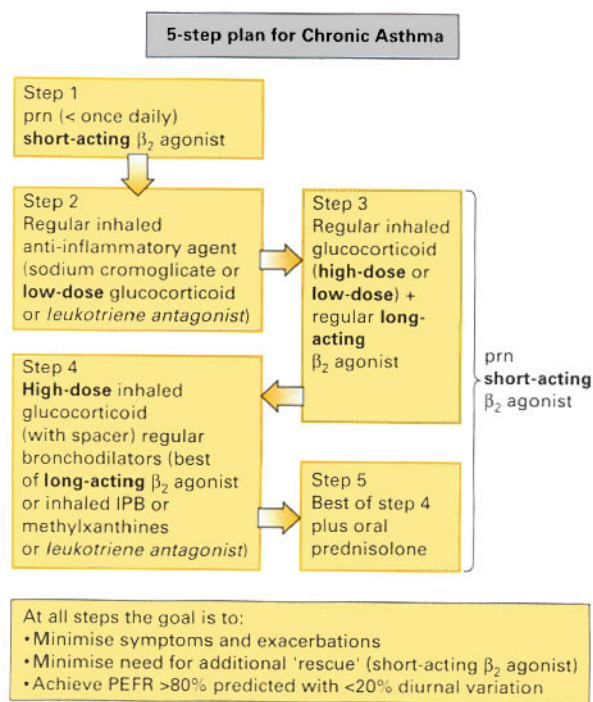 5-step plan for Chronic Asthma
Step 1
prn (< once daily)
short-acting β₂ agonist
Step 2
Regular inhaled
anti-inflammatory agent
(sodium cromoglicate or
low-dose glucocorticoid
or leukotriene antagonist)
Step 3
Regular inhaled
glucocorticoid
(high-dose or
low-dose) +
regular long-
acting
β₂ agonist
Step 4
High-dose inhaled
glucocorticoid
(with spacer) regular
bronchodilators (best
of long-acting β₂ agonist
or inhaled IPB or
methylxanthines
or leukotriene antagonist)
Step 5
Best of step 4
plus oral
prednisolone
prn
short-acting
β₂ agonist
At all steps the goal is to:
•Minimise symptoms and exacerbations
•Minimise need for additional 'rescue' (short-acting β₂ agonist)
•Achieve PEFR >80% predicted with <20% diurnal variation